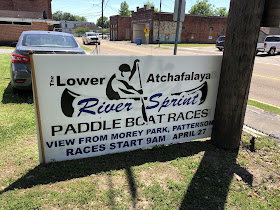 The Lower Atchafalaya
River Sprint
PADDLE BOAT RACES
VIEW FROM MOREY PARK, PATTERSON
RACES START 9AM APRIL 27